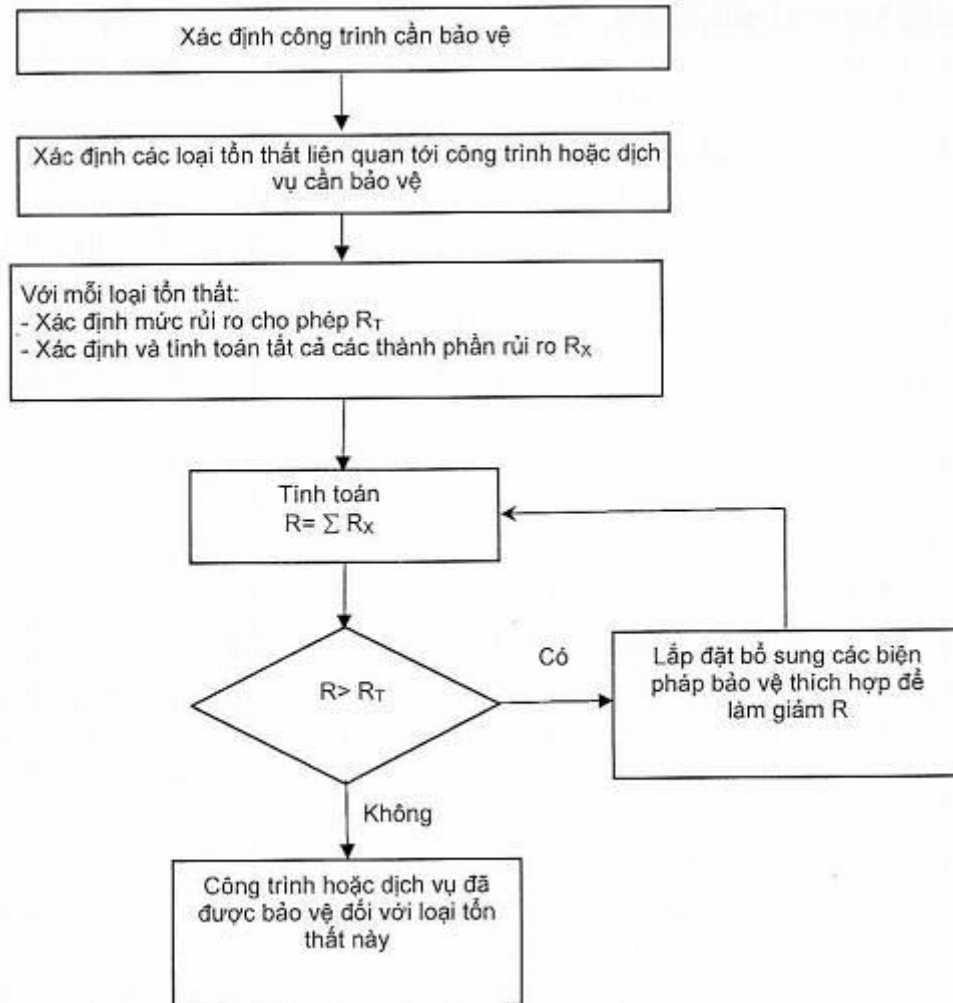 Xác định công trình cần bảo vệ
Xác định các loại tổn thất liên quan tới công trình hoặc dịch
vụ cần bảo vệ
Với mỗi loại tổn thất:
- Xác định mức rủi ro cho phép RT
- Xác định và tính toán tất cả các thành phần rủi ro RX
Tính toán
R= ∑ RX
R> RT
Có
Lắp đặt bổ sung các biện
pháp bảo vệ thích hợp để
làm giảm R
Không
Công trình hoặc dịch vụ đã
được bảo vệ đối với loại tổn
thất này